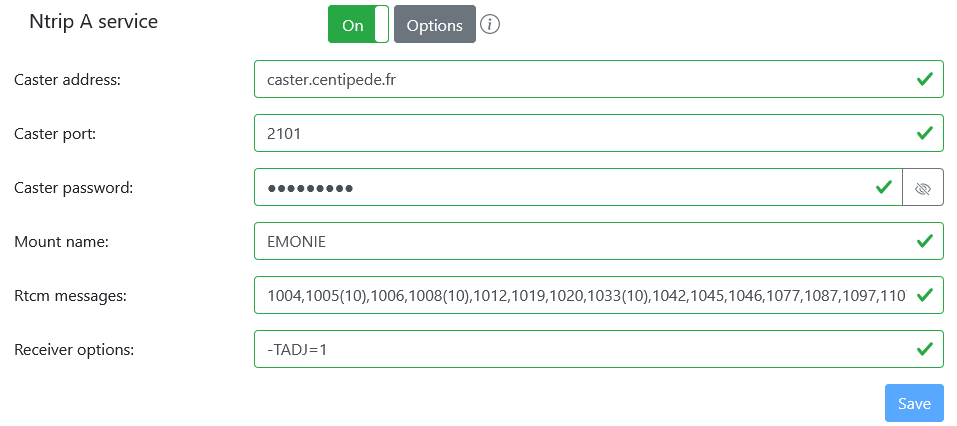 Ntrip A service On Options
Caster address: caster.centipede.fr
Caster port: 2101
Caster password: ●●●●●●●●●
Mount name: EMONIE
Rtcm messages: 1004,1005(10),1006,1008(10),1012,1019,1020,1033(10),1042,1045,1046,1077,1087,1097,110
Receiver options: -TADJ=1
Save